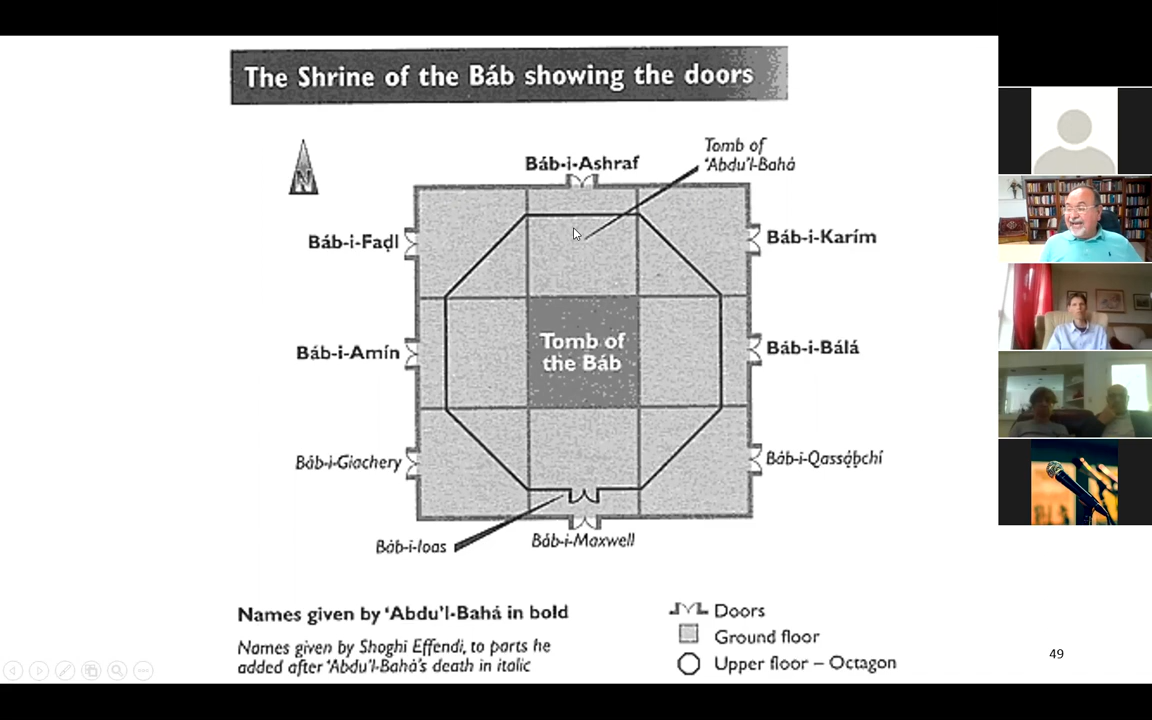 The Shrine of the Báb showing the doors
N
Báb-i-Ashraf
Tomb of
‘Abdu’l-Bahá
Báb-i-Faḍl
Báb-i-Karím
Báb-i-Amín
Tomb of
the Báb
Báb-i-Bálá
Báb-i-Giachery
Báb-i-Qaṣṣábchí
Báb-i-Ioas
Báb-i-Maxwell
Names given by ‘Abdu’l-Bahá in bold
Names given by Shoghi Effendi, to parts he
added after ‘Abdu’l-Bahá’s death in italic
Doors
Ground floor
Upper floor – Octagon
49